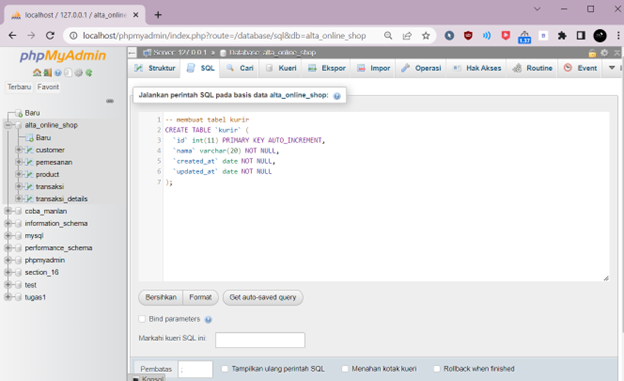 localhost / 127.0.0.1 / alta_onlin
localhost/phpmyadmin/index.php?route=/database/sql&db=alta_online_shop
1.37
phpMyAdmin
Terbaru Favorit
Baru
alta_online_shop
Baru
customer
pemesanan
product
transaksi
transaksi_details
coba_manlan
information_schema
mysql
performance_schema
phpmyadmin
section_16
test
tugas1
Server: 127.0.0.1 » Database: alta_online_shop
Struktur SQL Cari Kueri Ekspor Impor Operasi Hak Akses Routine Event
Jalankan perintah SQL pada basis data alta_online_shop:
1 -- membuat tabel kurir
2 CREATE TABLE `kurir` (
3 `id` int(11) PRIMARY KEY AUTO_INCREMENT,
4 `nama` varchar(20) NOT NULL,
5 `created_at` date NOT NULL,
6 `updated_at` date NOT NULL
7 );
Bersihkan Format Get auto-saved query
Bind parameters
Markahi kueri SQL ini:
Pembatas ; Tampilkan ulang perintah SQL Menahan kotak kueri Rollback when finished
Konsol